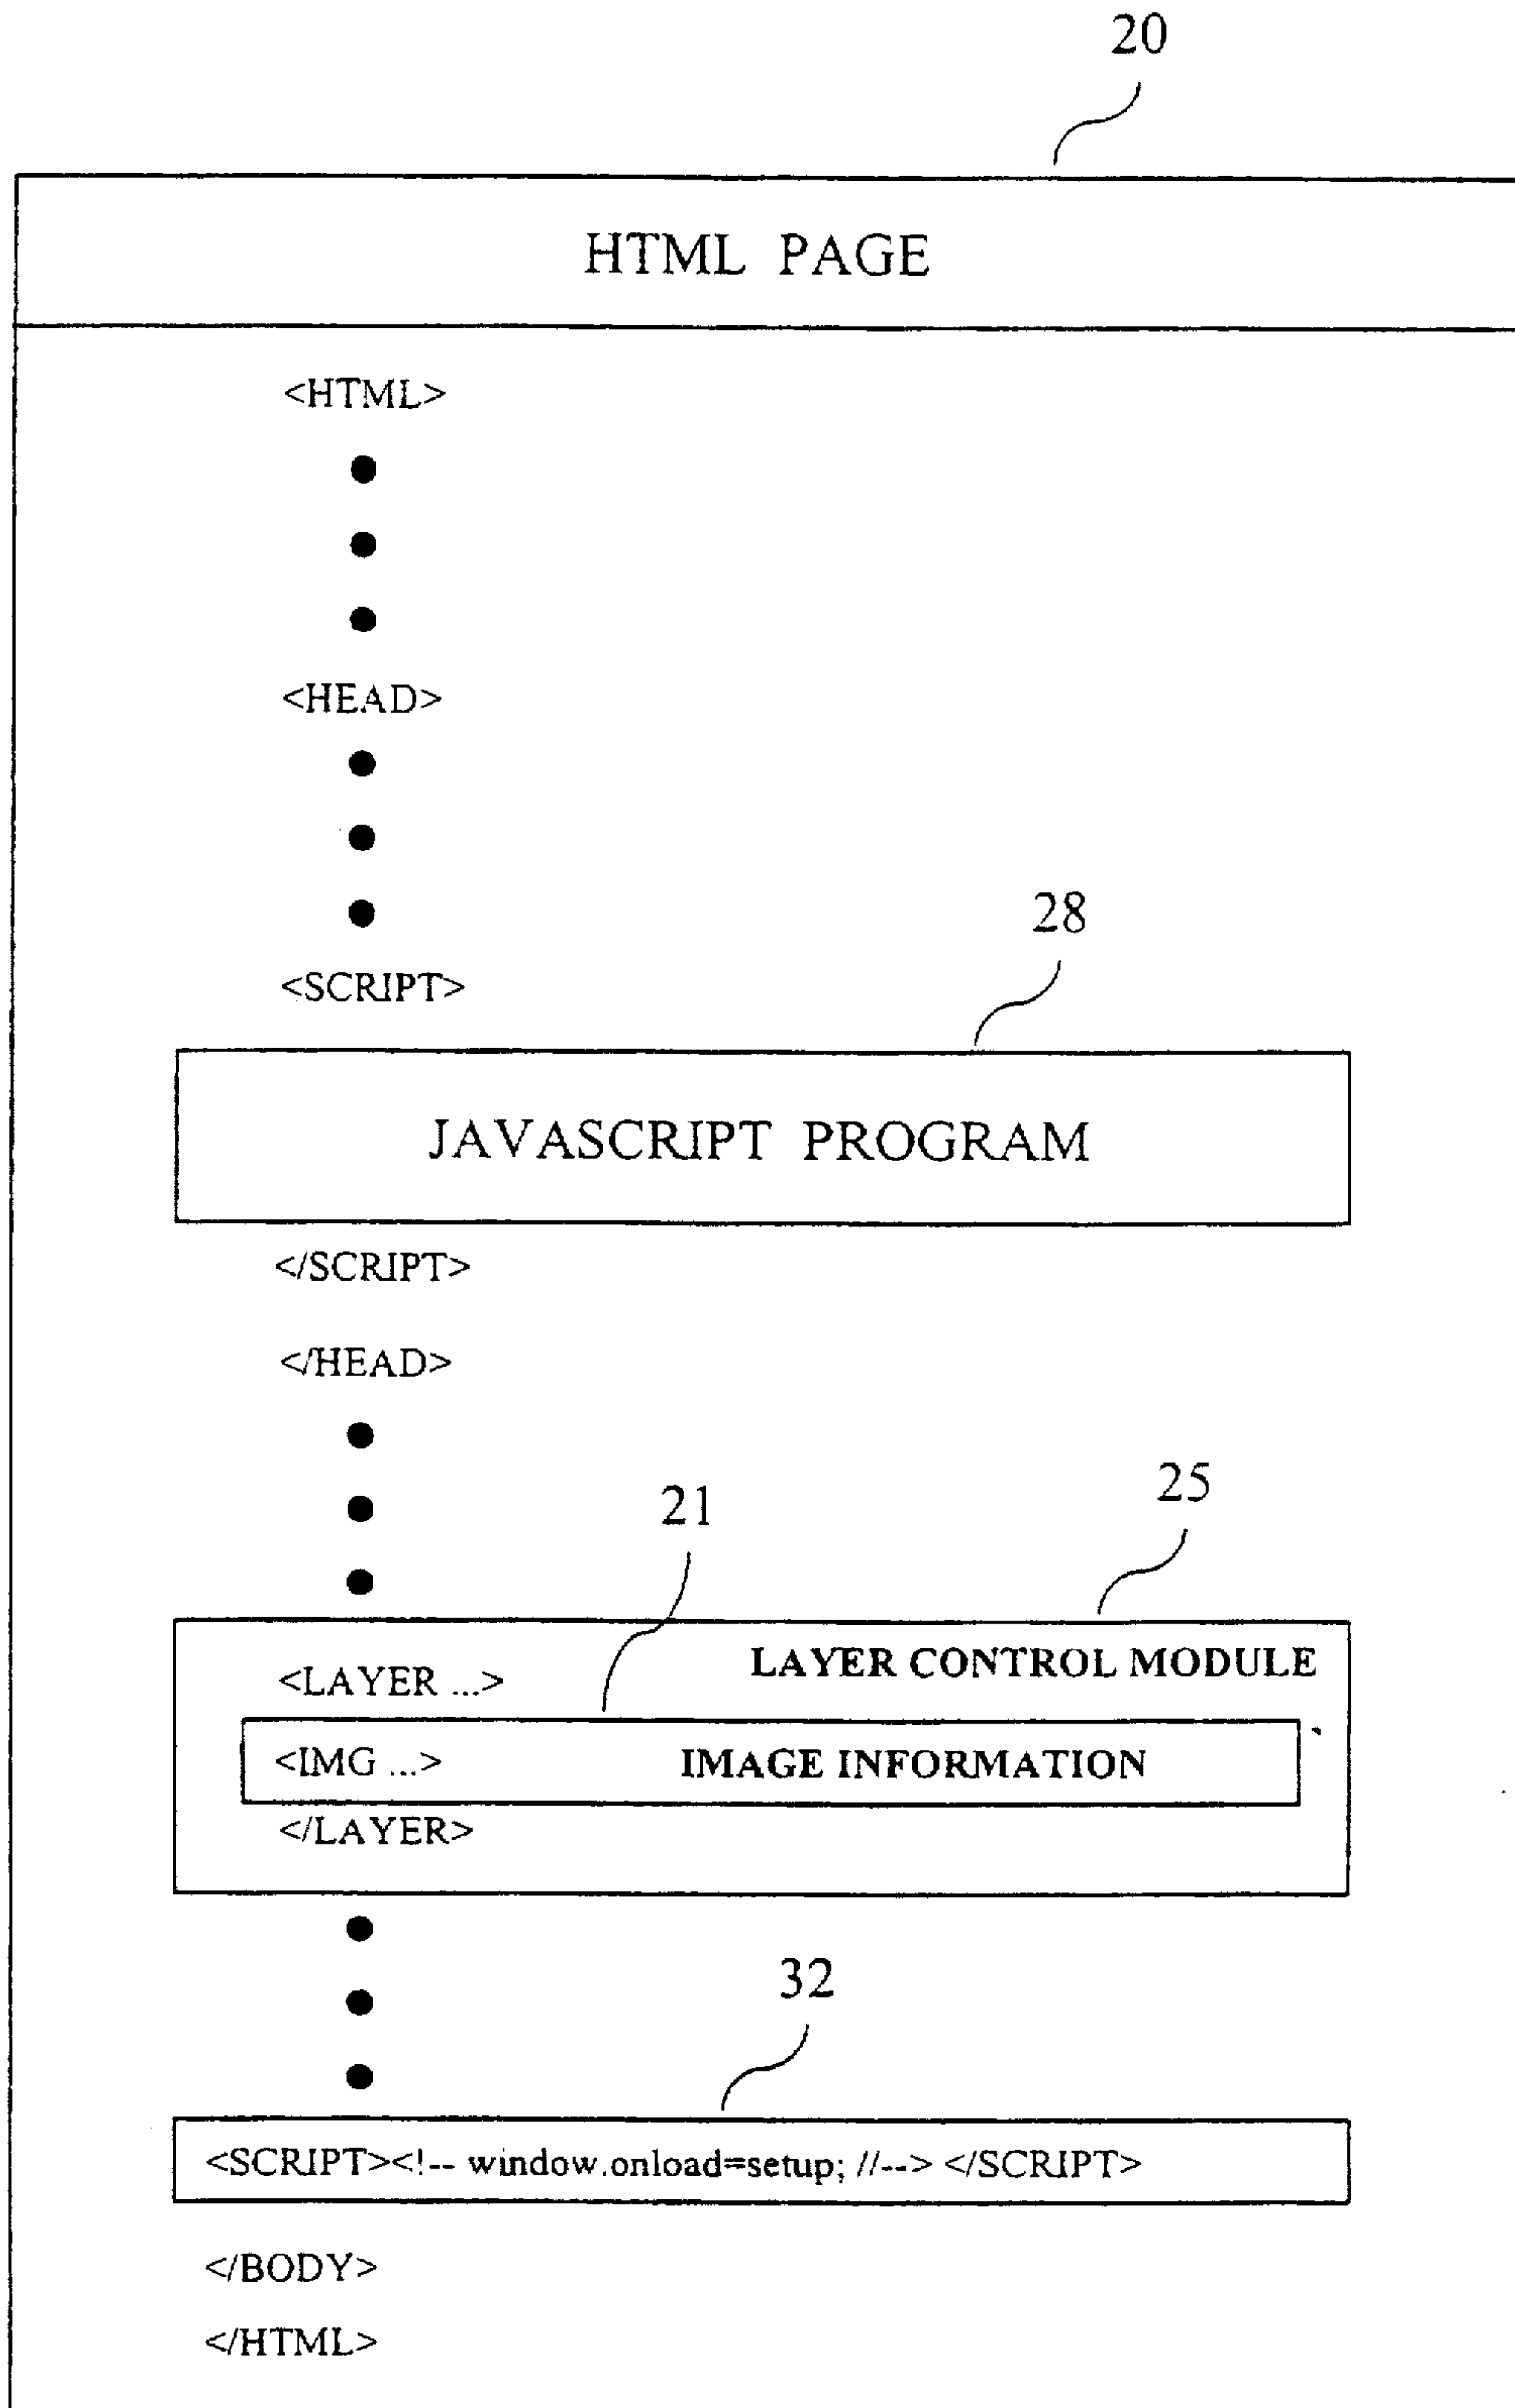 20
HTML PAGE
<HTML>
<HEAD>
28
<SCRIPT>
JAVASCRIPT PROGRAM
</SCRIPT>
</HEAD>
25
21
LAYER CONTROL MODULE
<LAYER ...>
<IMG ...> IMAGE INFORMATION
</LAYER>
32
<SCRIPT><!-- window.onload=setup; //--> </SCRIPT>
</BODY>
</HTML>